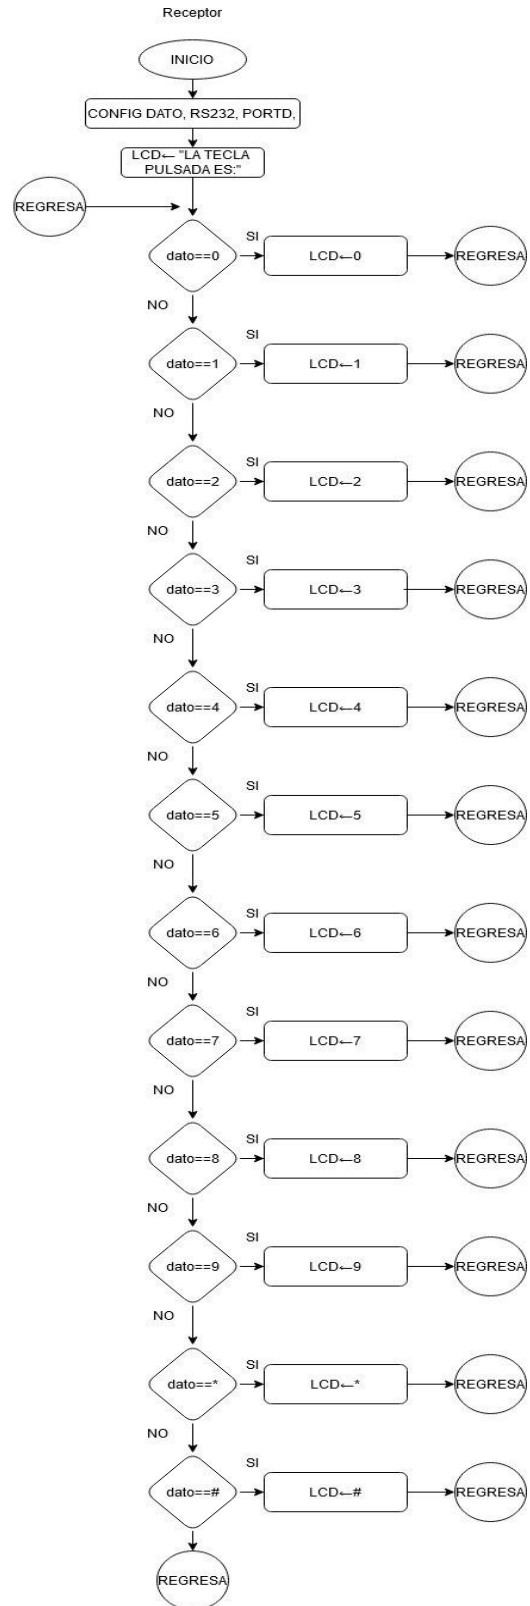 Receptor
INICIO
CONFIG DATO, RS232, PORTD,
LCD← "LA TECLA
PULSADA ES:"
REGRESA
dato==0
SI
LCD←0
REGRESA
NO
dato==1
SI
LCD←1
REGRESA
NO
dato==2
SI
LCD←2
REGRESA
NO
dato==3
SI
LCD←3
REGRESA
NO
dato==4
SI
LCD←4
REGRESA
NO
dato==5
SI
LCD←5
REGRESA
NO
dato==6
SI
LCD←6
REGRESA
NO
dato==7
SI
LCD←7
REGRESA
NO
dato==8
SI
LCD←8
REGRESA
NO
dato==9
SI
LCD←9
REGRESA
NO
dato==*
SI
LCD←*
REGRESA
NO
dato==#
SI
LCD←#
REGRESA
REGRESA